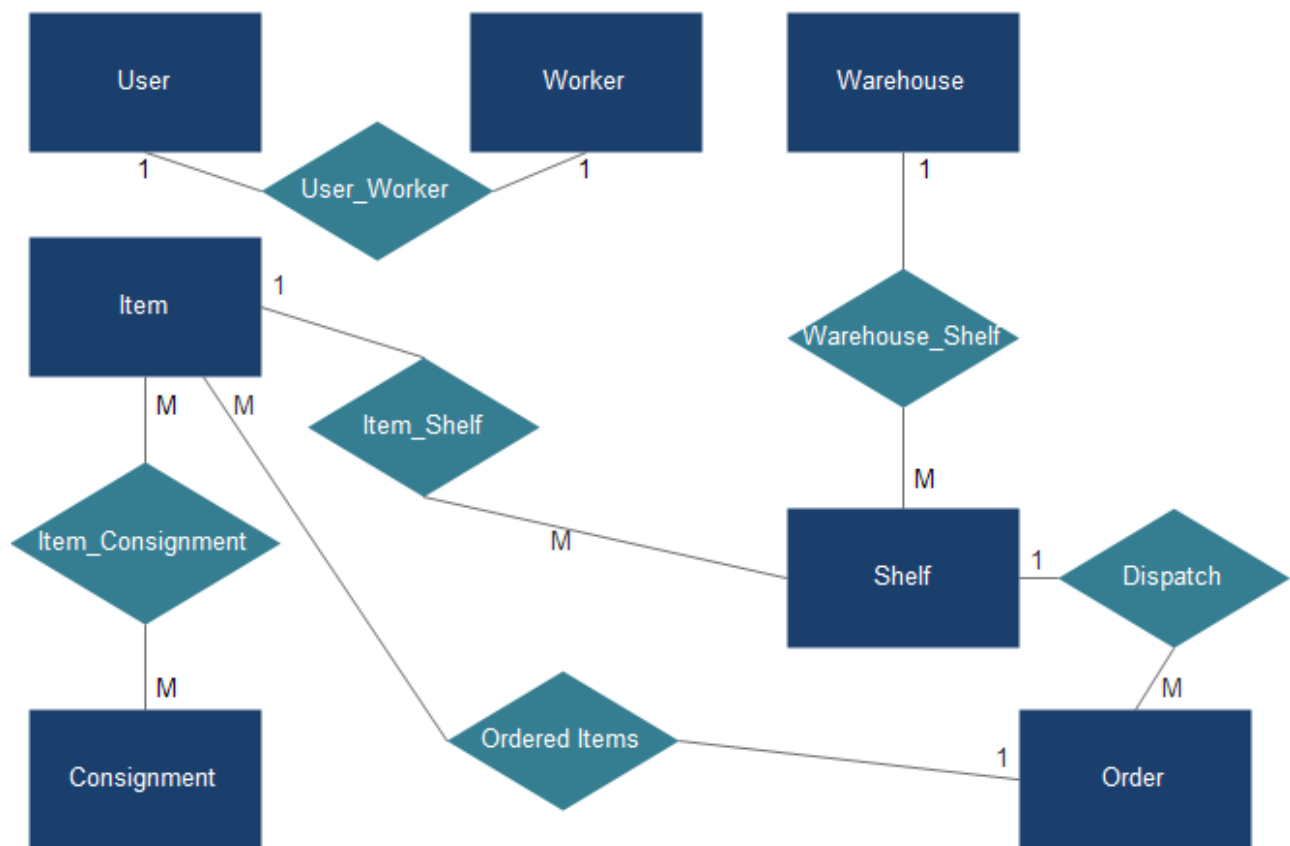 User
Worker
Warehouse
1
1
1
User_Worker
Item
1
Warehouse_Shelf
M
M
Item_Shelf
M
M
Item_Consignment
Shelf
1
Dispatch
M
M
Ordered Items
1
Consignment
Order